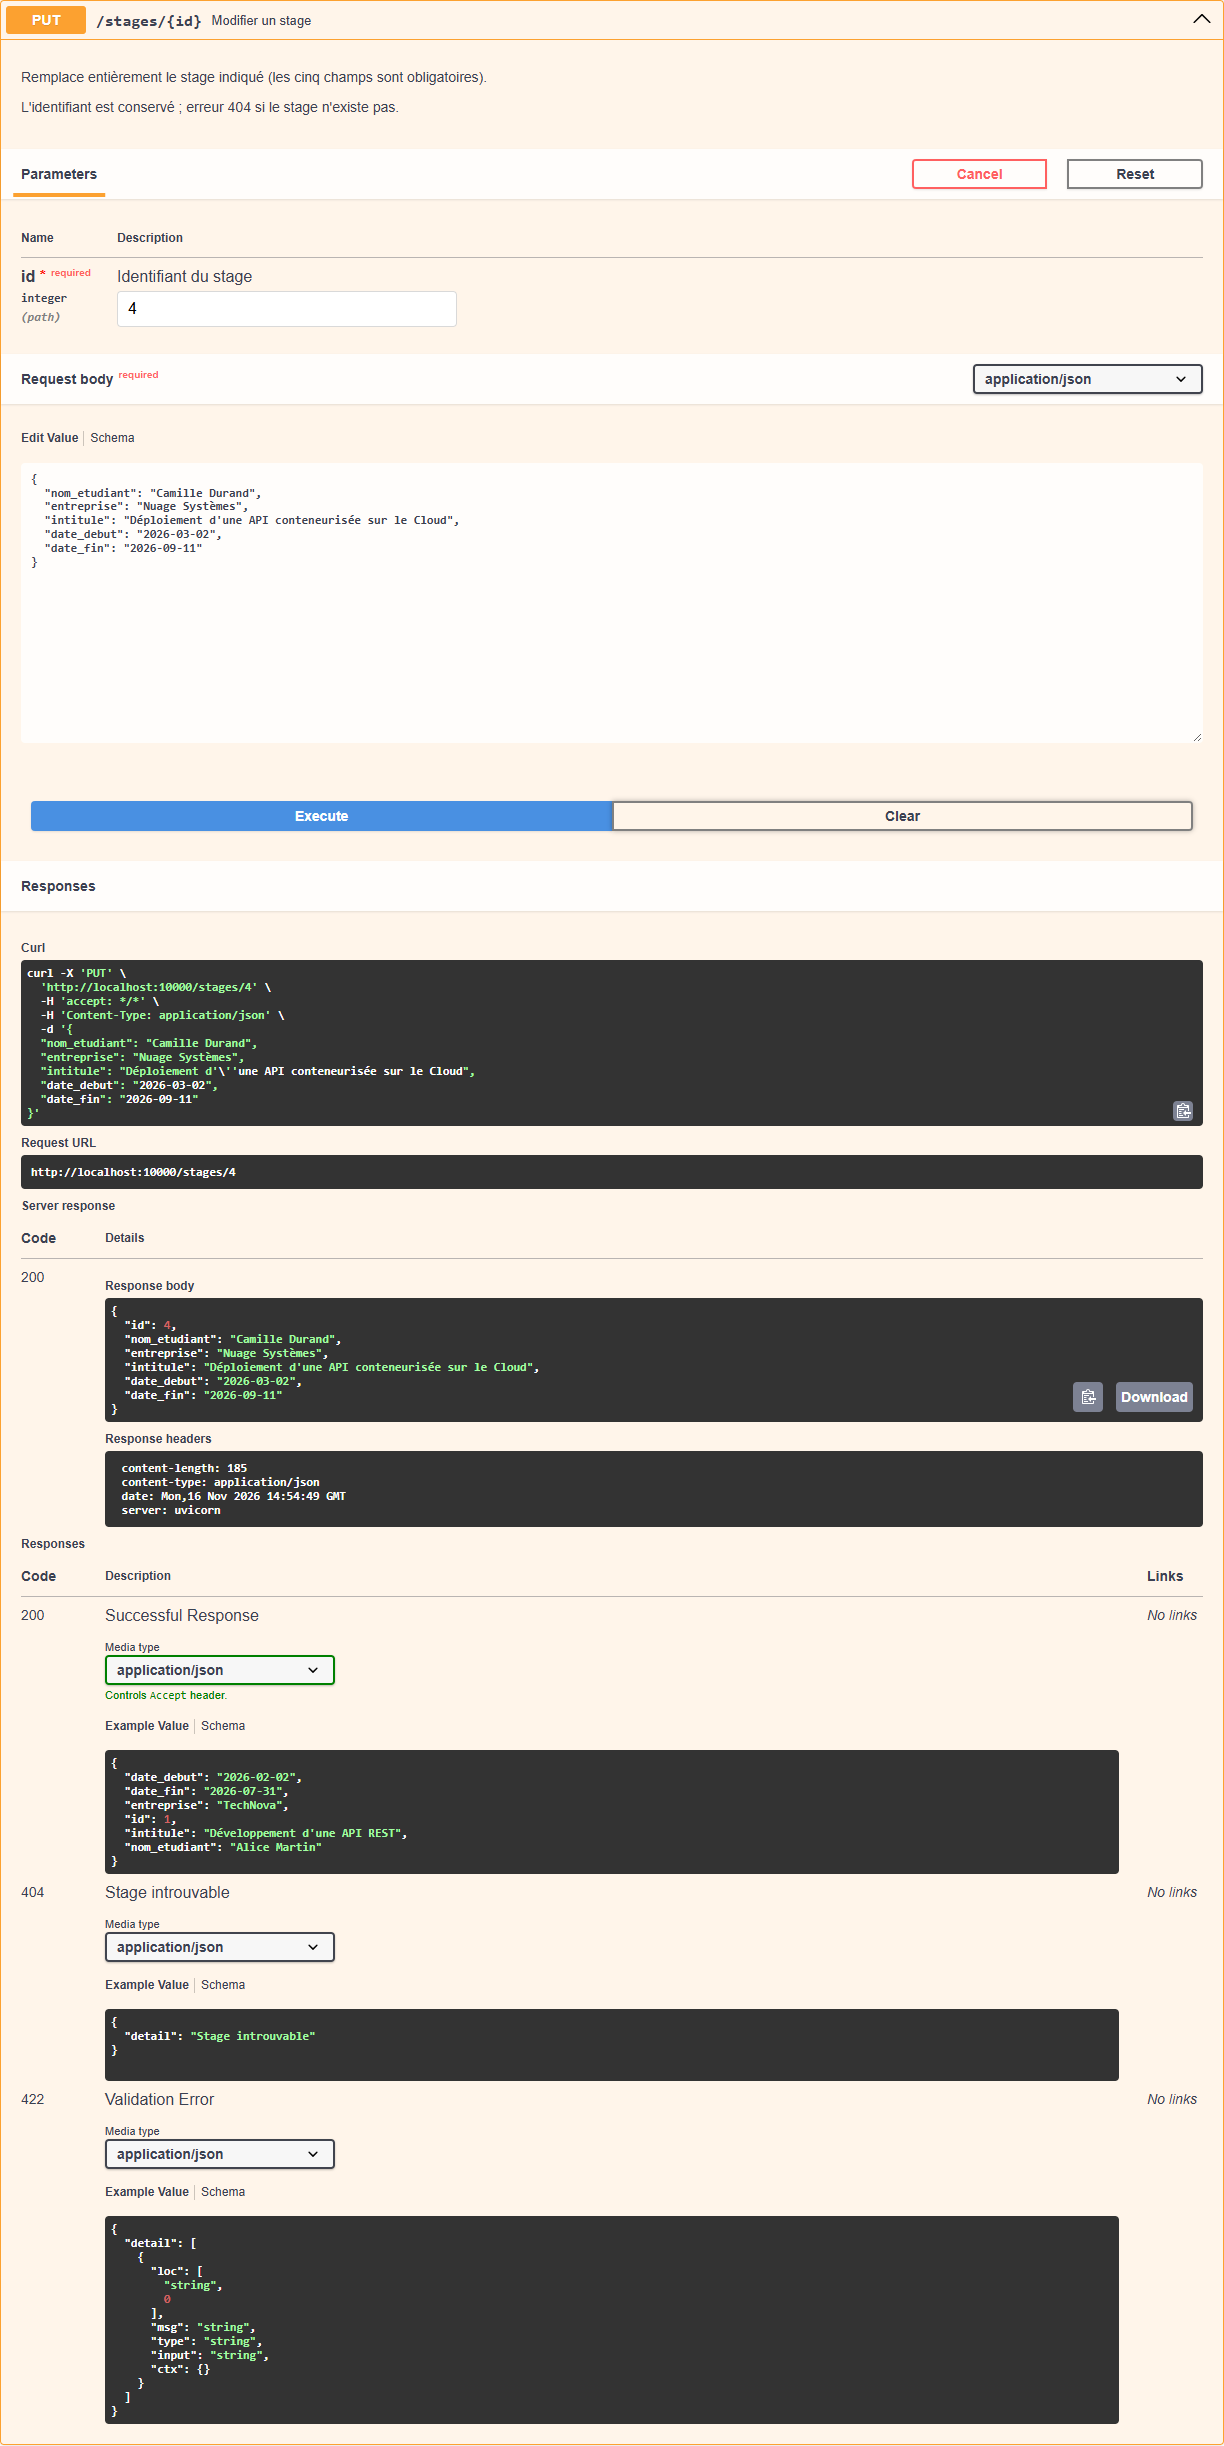 PUT /stages/{id} Modifier un stage
Remplace entièrement le stage indiqué (les cinq champs sont obligatoires).
L'identifiant est conservé ; erreur 404 si le stage n'existe pas.
Parameters Cancel Reset
Name Description
id * required Identifiant du stage
integer 4
(path)
Request body required application/json
Edit Value Schema
{
"nom_etudiant": "Camille Durand",
"entreprise": "Nuage Systèmes",
"intitule": "Déploiement d'une API conteneurisée sur le Cloud",
"date_debut": "2026-03-02",
"date_fin": "2026-09-11"
}
Execute Clear
Responses
Curl
curl -X 'PUT' \
'http://localhost:10000/stages/4' \
-H 'accept: */*' \
-H 'Content-Type: application/json' \
-d '{
"nom_etudiant": "Camille Durand",
"entreprise": "Nuage Systèmes",
"intitule": "Déploiement d'\''une API conteneurisée sur le Cloud",
"date_debut": "2026-03-02",
"date_fin": "2026-09-11"
}'
Request URL
http://localhost:10000/stages/4
Server response
Code Details
200
Response body
{
"id": 4,
"nom_etudiant": "Camille Durand",
"entreprise": "Nuage Systèmes",
"intitule": "Déploiement d'une API conteneurisée sur le Cloud",
"date_debut": "2026-03-02",
"date_fin": "2026-09-11"
}
Download
Response headers
content-length: 185
content-type: application/json
date: Mon,16 Nov 2026 14:54:49 GMT
server: uvicorn
Responses
Code Description Links
200 Successful Response No links
Media type
application/json
Controls Accept header.
Example Value Schema
{
"date_debut": "2026-02-02",
"date_fin": "2026-07-31",
"entreprise": "TechNova",
"id": 1,
"intitule": "Développement d'une API REST",
"nom_etudiant": "Alice Martin"
}
404 Stage introuvable No links
Media type
application/json
Example Value Schema
{
"detail": "Stage introuvable"
}
422 Validation Error No links
Media type
application/json
Example Value Schema
{
"detail": [
{
"loc": [
"string",
0
],
"msg": "string",
"type": "string",
"input": "string",
"ctx": {}
}
]
}